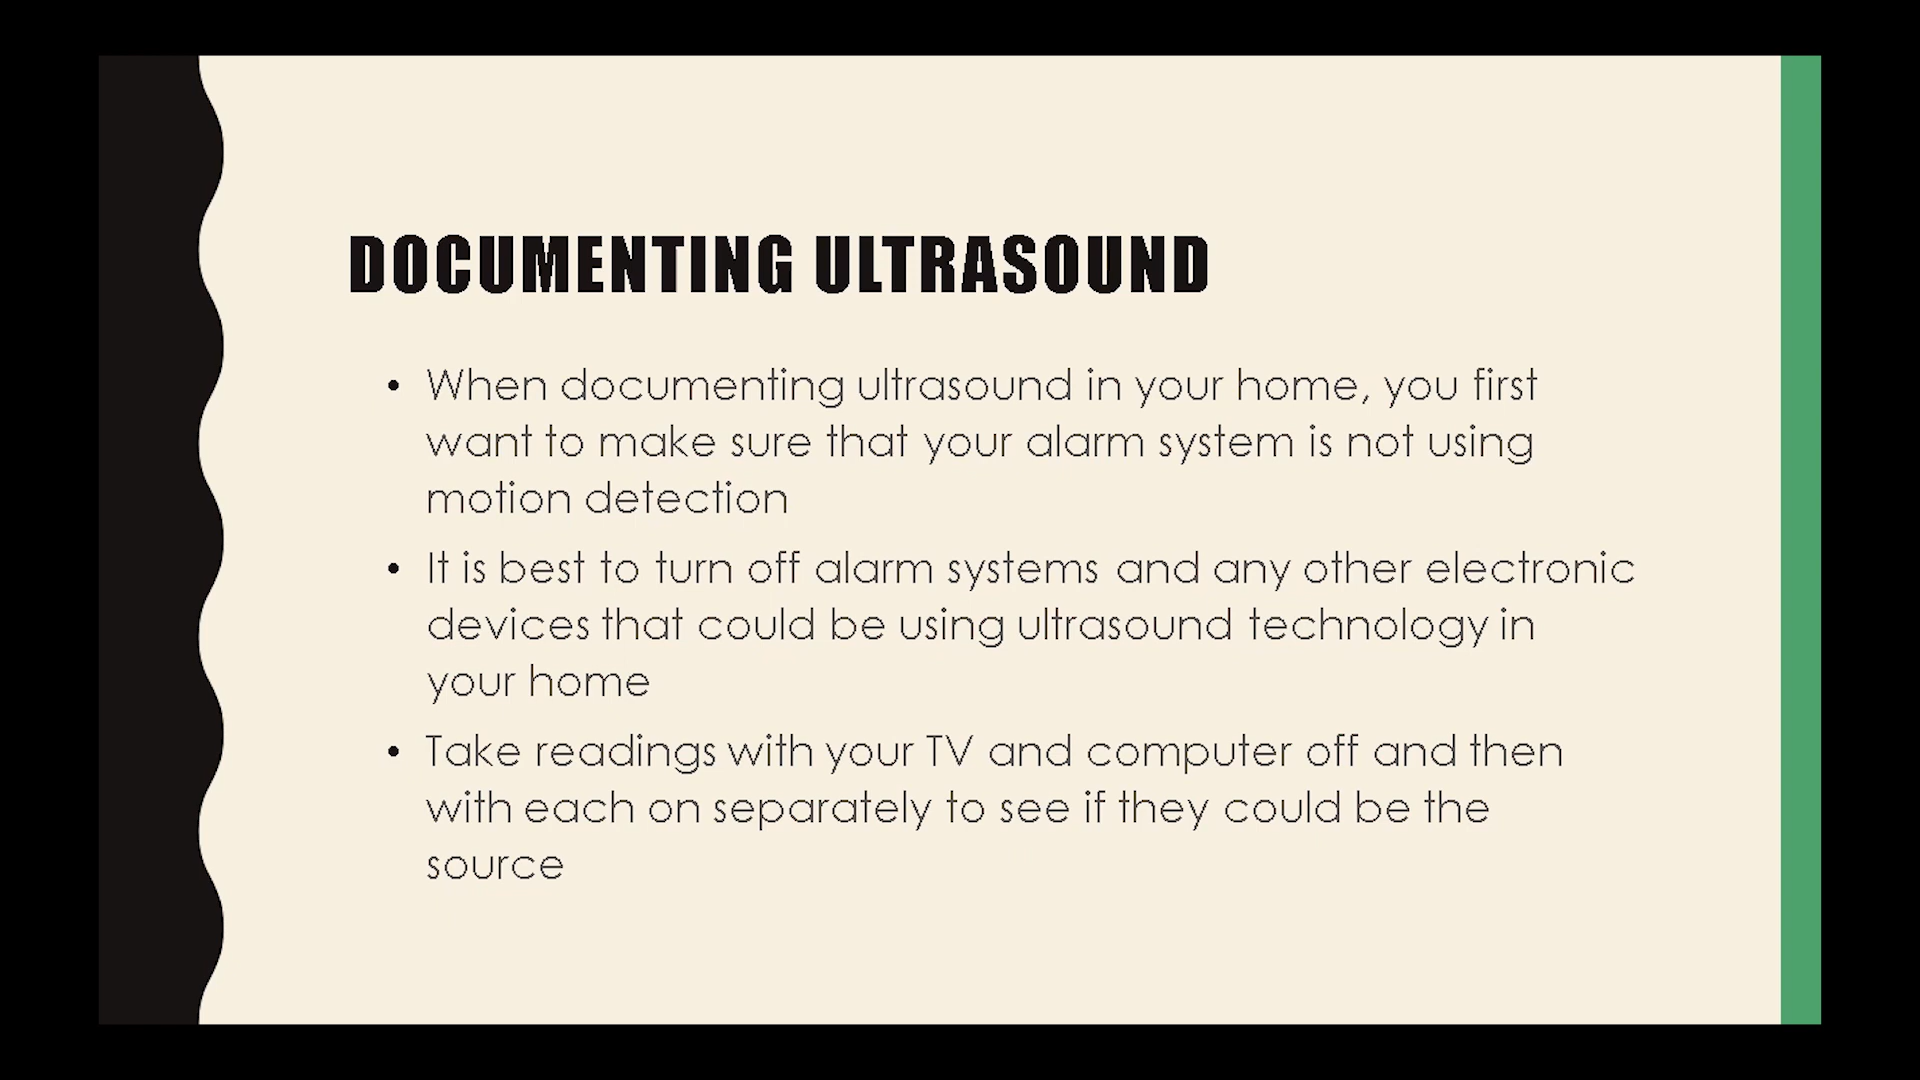 DOCUMENTING ULTRASOUND
• When documenting ultrasound in your home, you first
want to make sure that your alarm system is not using
motion detection
• It is best to turn off alarm systems and any other electronic
devices that could be using ultrasound technology in
your home
• Take readings with your TV and computer off and then
with each on separately to see if they could be the
source